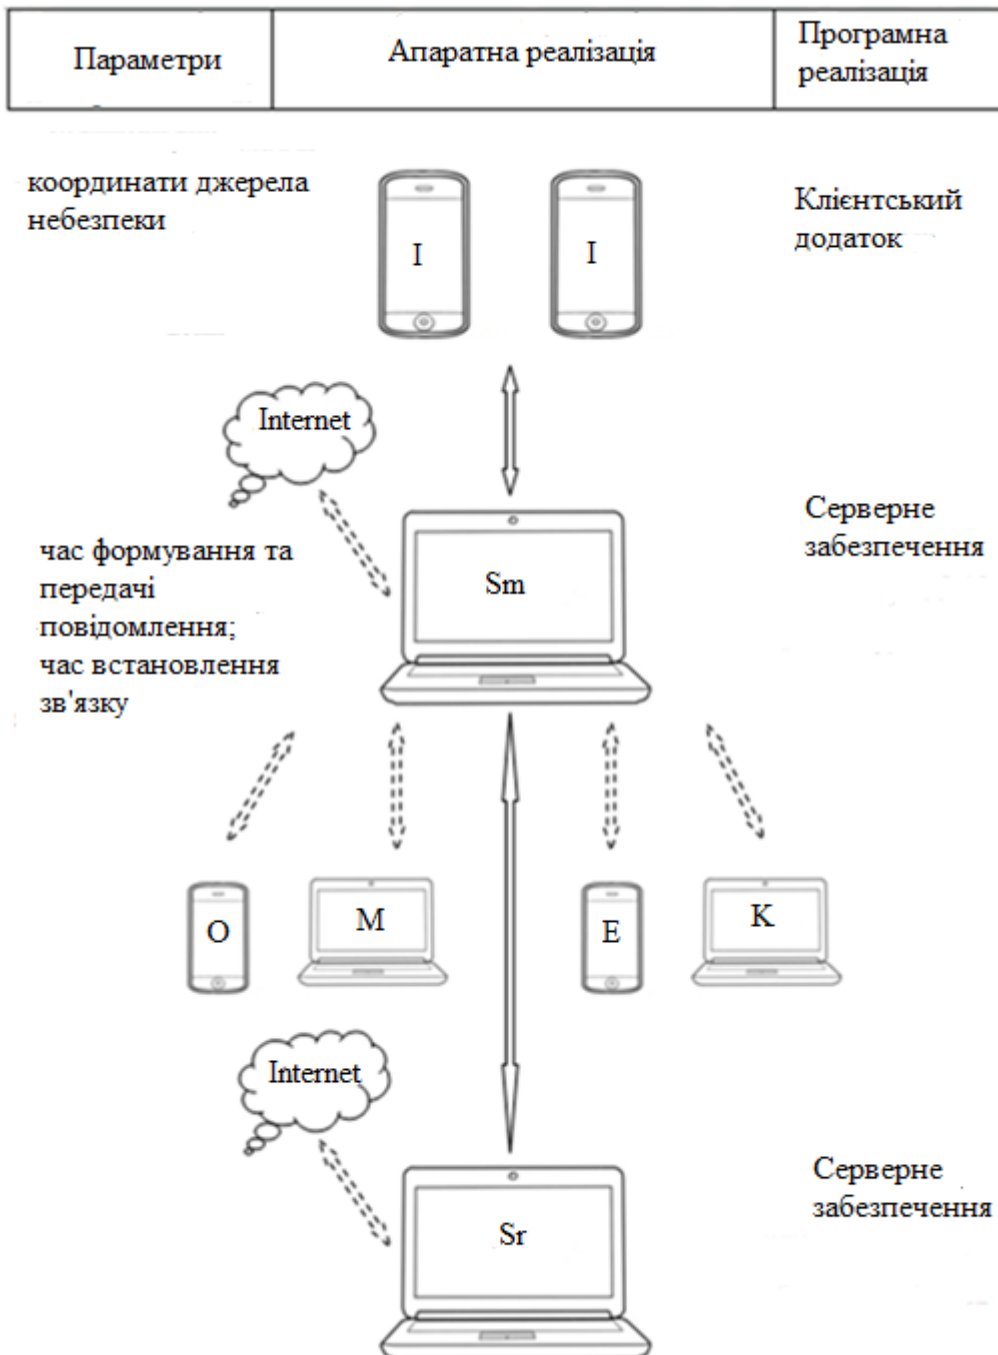 Параметри
Апаратна реалізація
Програмна
реалізація
координати джерела
небезпеки
I
I
Клієнтський
додаток
Internet
Серверне
забезпечення
час формування та
передачі
повідомлення;
час встановлення
зв'язку
Sm
O
M
E
K
Internet
Серверне
забезпечення
Sr